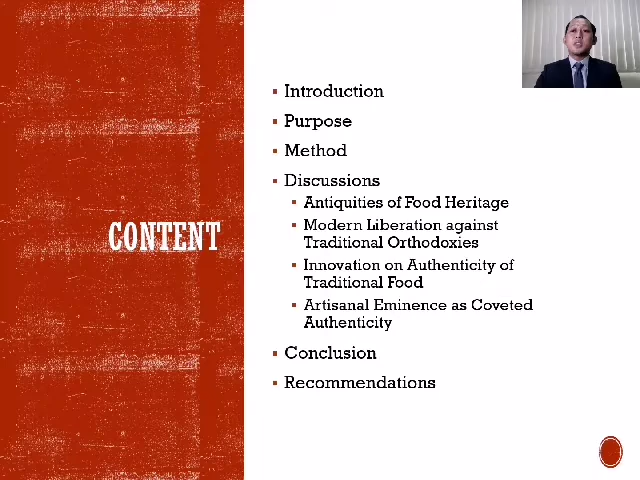 CONTENT
Introduction
Purpose
Method
Discussions
Antiquities of Food Heritage
Modern Liberation against
Traditional Orthodoxies
Innovation on Authenticity of
Traditional Food
Artisanal Eminence as Coveted
Authenticity
Conclusion
Recommendations